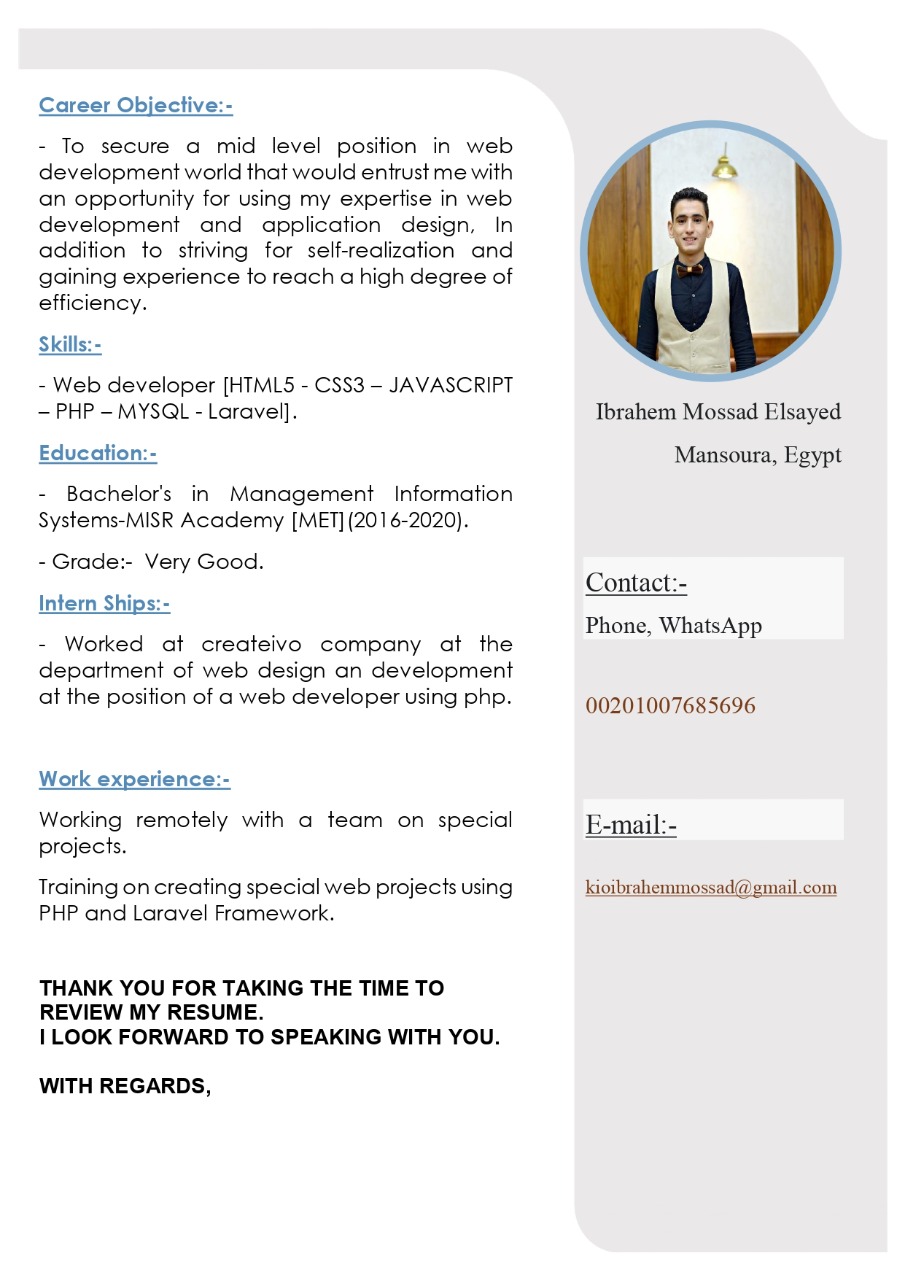 Career Objective:-
- To secure a mid level position in web
development world that would entrust me with
an opportunity for using my expertise in web
development and application design, In
addition to striving for self-realization and
gaining experience to reach a high degree of
efficiency.
Skills:-
- Web developer [HTML5 - CSS3 – JAVASCRIPT
– PHP – MYSQL - Laravel].
Education:-
- Bachelor's in Management Information
Systems-MISR Academy [MET](2016-2020).
- Grade:- Very Good.
Intern Ships:-
- Worked at createivo company at the
department of web design an development
at the position of a web developer using php.
Work experience:-
Working remotely with a team on special
projects.
Training on creating special web projects using
PHP and Laravel Framework.
THANK YOU FOR TAKING THE TIME TO
REVIEW MY RESUME.
I LOOK FORWARD TO SPEAKING WITH YOU.
WITH REGARDS,
Ibrahem Mossad Elsayed
Mansoura, Egypt
Contact:-
Phone, WhatsApp
00201007685696
E-mail:-
kioibrahemmossad@gmail.com